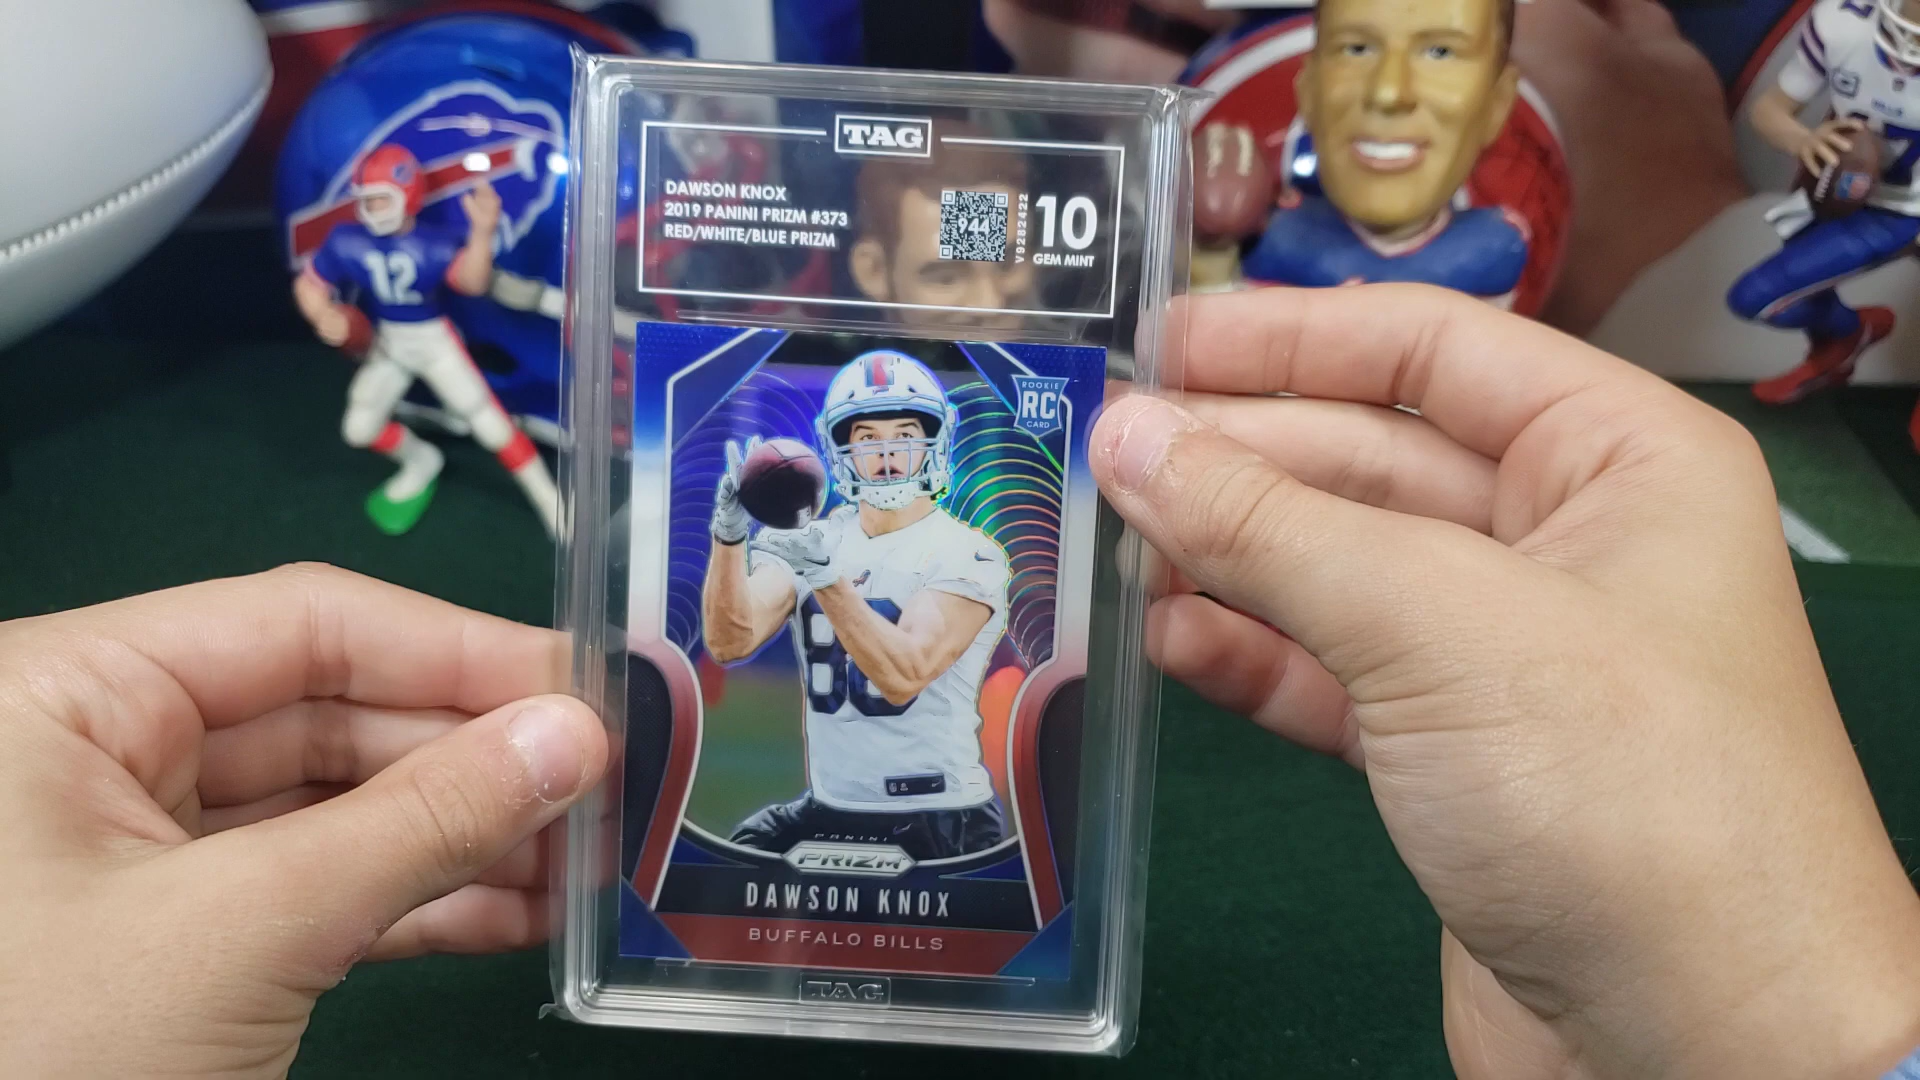 TAG
DAWSON KNOX
2019 PANINI PRIZM #373
RED/WHITE/BLUE PRIZM
944
V9282422
10
GEM MINT
ROOKIE
RC
CARD
12
PANINI
PRIZM
DAWSON KNOX
BUFFALO BILLS
TAG